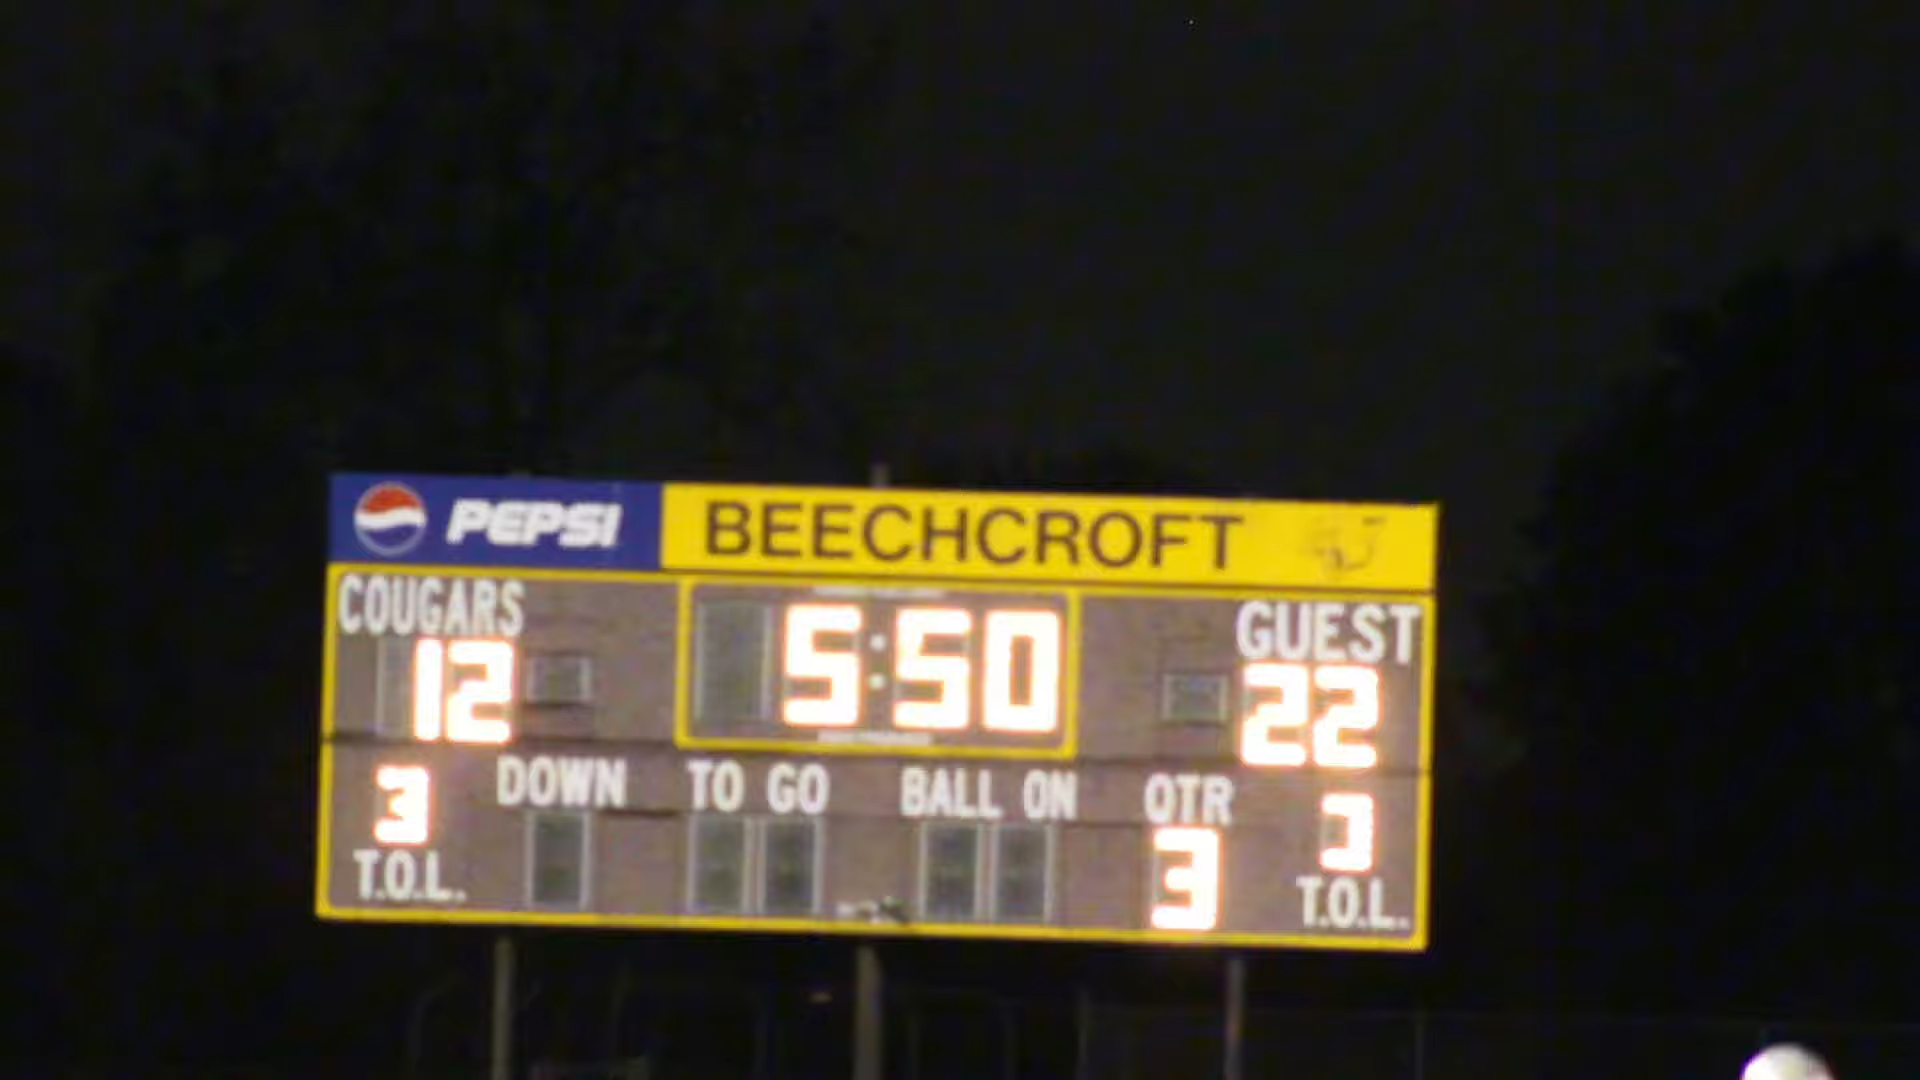 PEPSI BEECHCROFT
COUGARS 5:50 GUEST
12 22
DOWN TO GO BALL ON QTR
3 3 3
T.O.L. T.O.L.